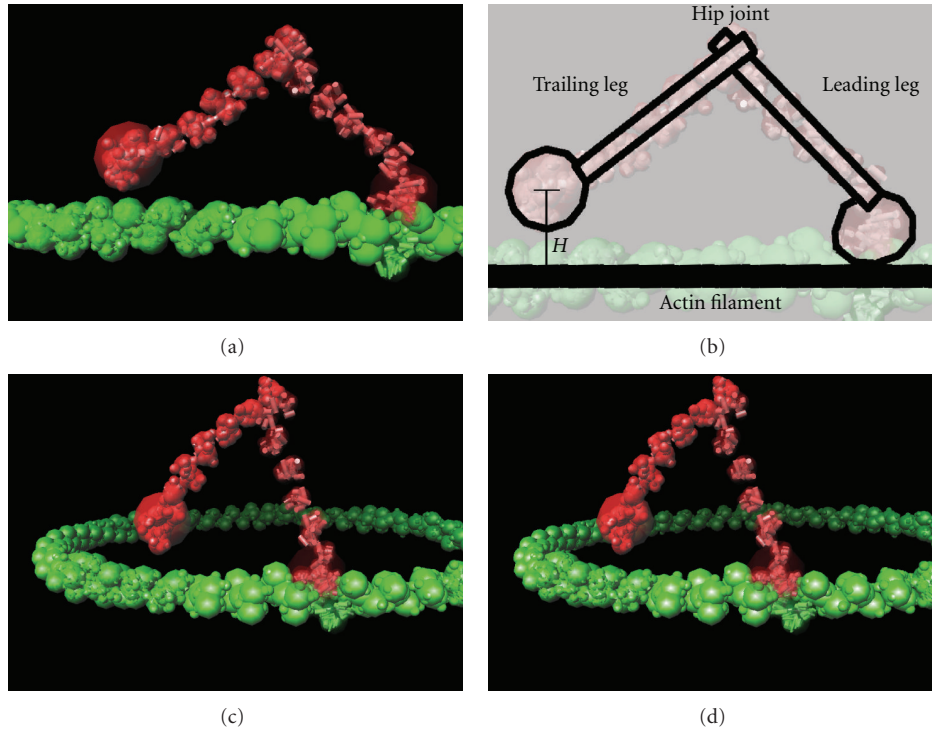 Hip joint
Trailing leg
Leading leg
H
Actin filament
(a)
(b)
(c)
(d)